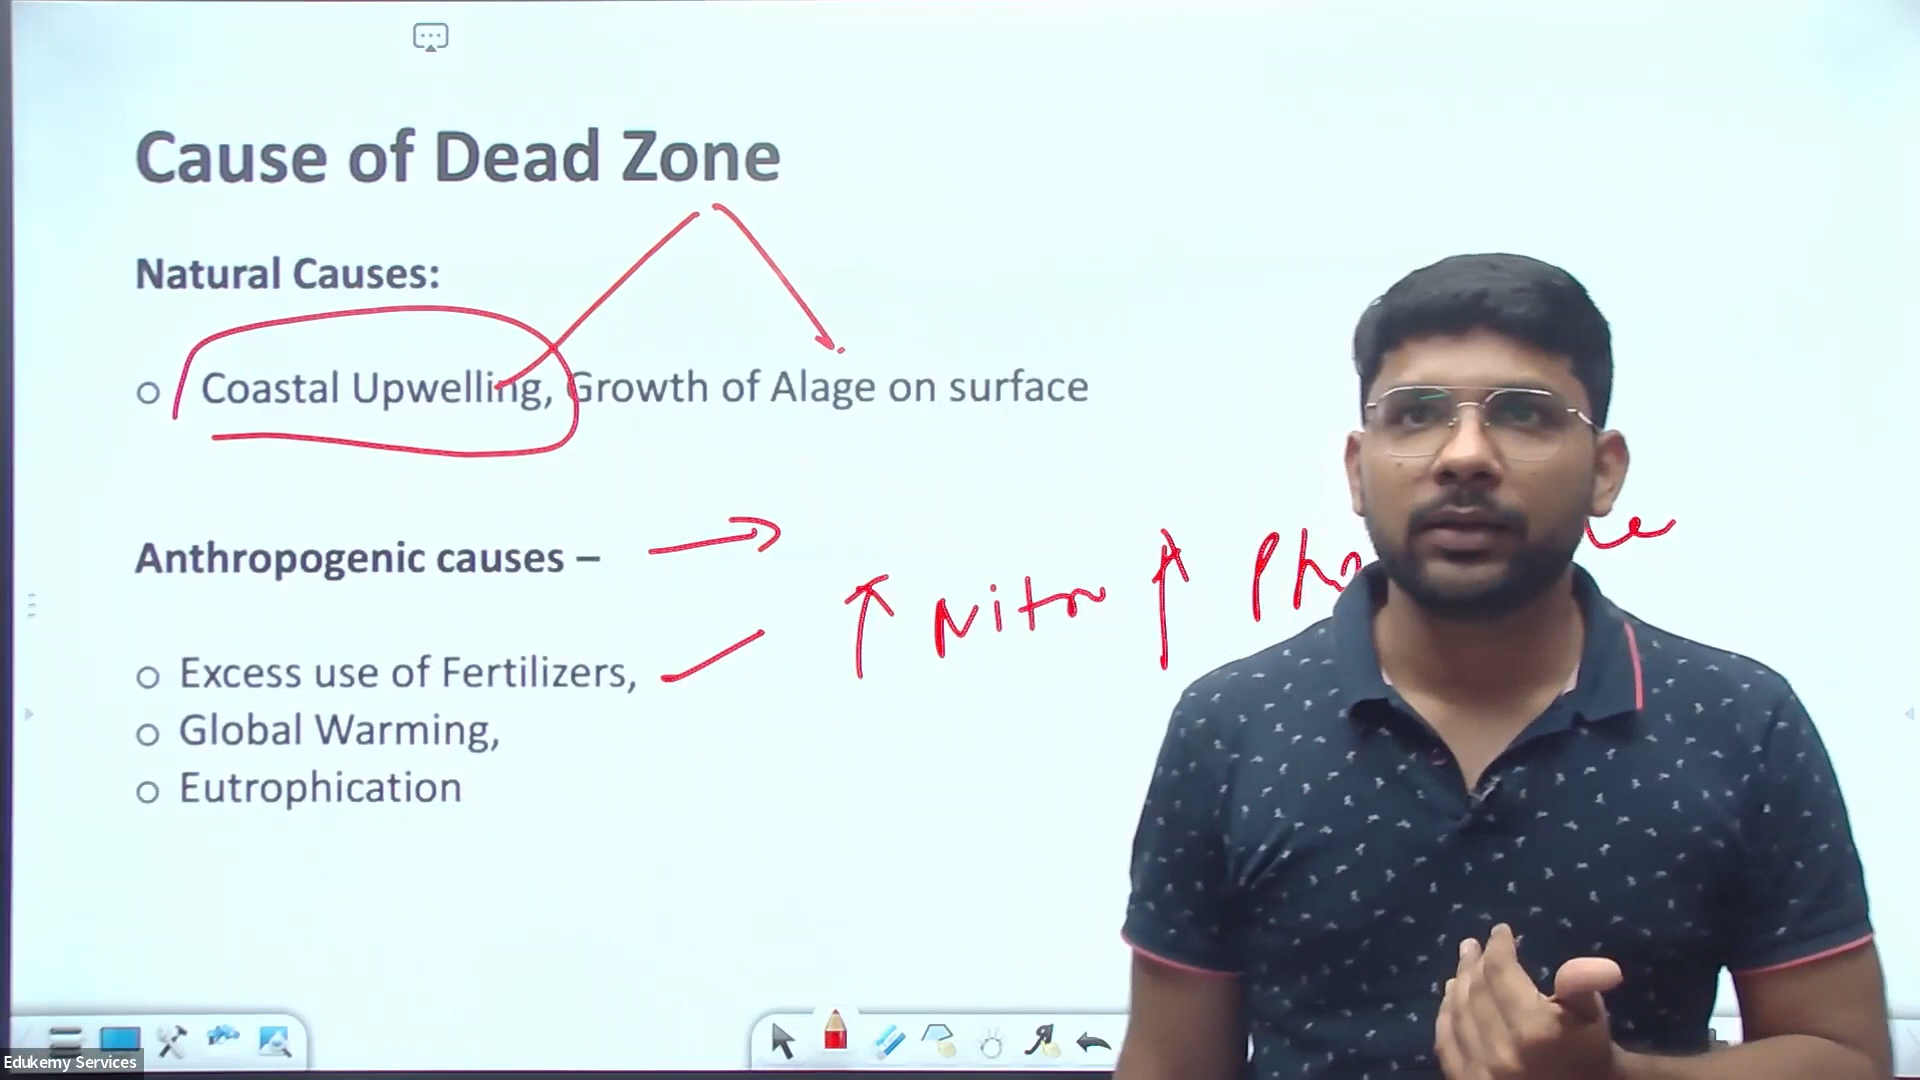 Cause of Dead Zone
Natural Causes:
Coastal Upwelling, Growth of Alage on surface
Anthropogenic causes –
↑ Nitro ↑
Excess use of Fertilizers,
Global Warming,
Eutrophication
Edukemy Services